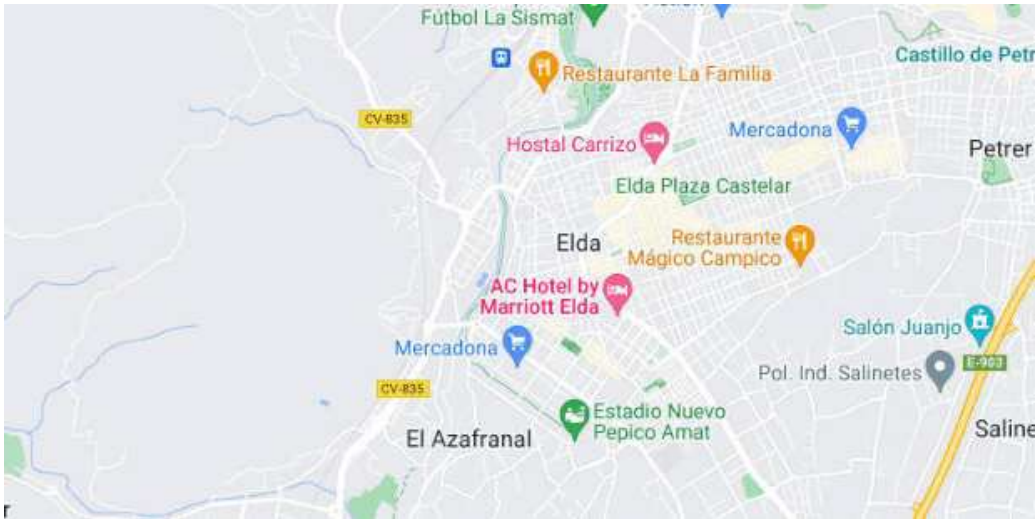 Fútbol La Sismat
Castillo de Petr
Restaurante La Familia
CV-835
Mercadona
Hostal Carrizo
Petrer
Elda Plaza Castelar
Elda
Restaurante
Mágico Campico
AC Hotel by
Marriott Elda
Salón Juanjo
Mercadona
E-903
Pol. Ind. Salinetes
CV-835
Estadio Nuevo
Pepico Amat
El Azafranal
Saline
r